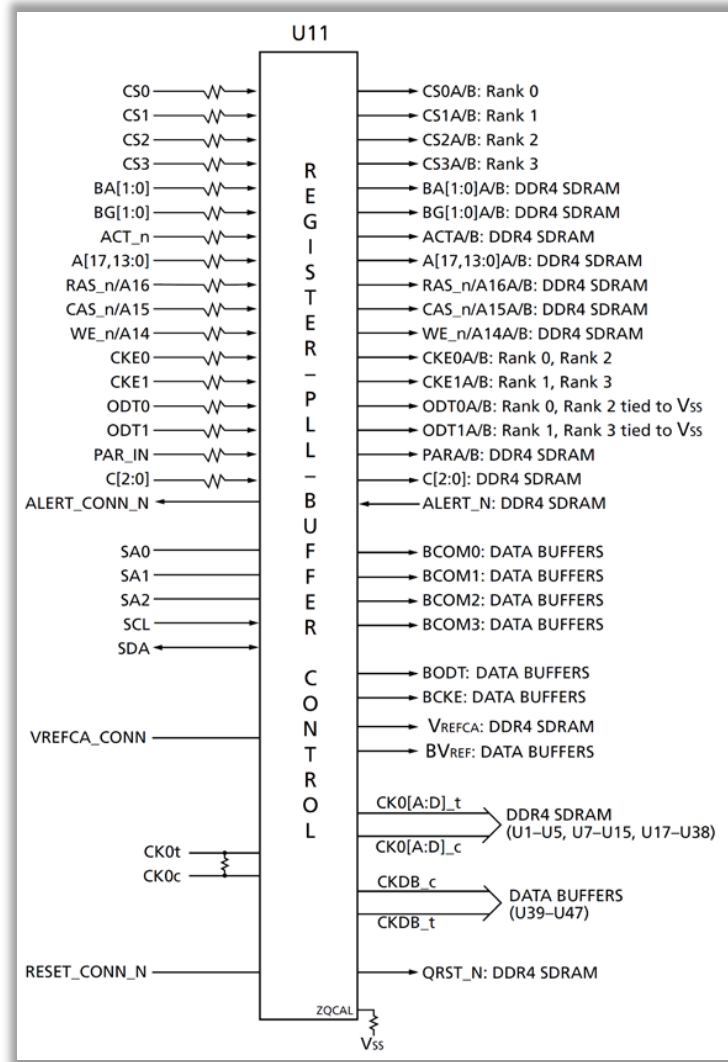 U11
CS0 CS0A/B: Rank 0
CS1 CS1A/B: Rank 1
CS2 CS2A/B: Rank 2
CS3 CS3A/B: Rank 3
BA[1:0] BA[1:0]A/B: DDR4 SDRAM
BG[1:0] BG[1:0]A/B: DDR4 SDRAM
ACT_n ACTA/B: DDR4 SDRAM
A[17,13:0] A[17,13:0]A/B: DDR4 SDRAM
RAS_n/A16 RAS_n/A16A/B: DDR4 SDRAM
CAS_n/A15 CAS_n/A15A/B: DDR4 SDRAM
WE_n/A14 WE_n/A14A/B: DDR4 SDRAM
CKE0 CKE0A/B: Rank 0, Rank 2
CKE1 CKE1A/B: Rank 1, Rank 3
ODT0 ODT0A/B: Rank 0, Rank 2 tied to VSS
ODT1 ODT1A/B: Rank 1, Rank 3 tied to VSS
PAR_IN PARA/B: DDR4 SDRAM
C[2:0] C[2:0]: DDR4 SDRAM
ALERT_CONN_N ALERT_N: DDR4 SDRAM
SA0 BCOM0: DATA BUFFERS
SA1 BCOM1: DATA BUFFERS
SA2 BCOM2: DATA BUFFERS
SCL BCOM3: DATA BUFFERS
SDA
BODT: DATA BUFFERS
BCKE: DATA BUFFERS
VREFCA_CONN VREFCA: DDR4 SDRAM
BVREF: DATA BUFFERS
REGISTER–PLL–BUFFER CONTROL
CK0[A:D]_t
DDR4 SDRAM
(U1–U5, U7–U15, U17–U38)
CK0[A:D]_c
CK0t
CK0c
CKDB_c
DATA BUFFERS
(U39–U47)
CKDB_t
RESET_CONN_N QRST_N: DDR4 SDRAM
ZQCAL
VSS